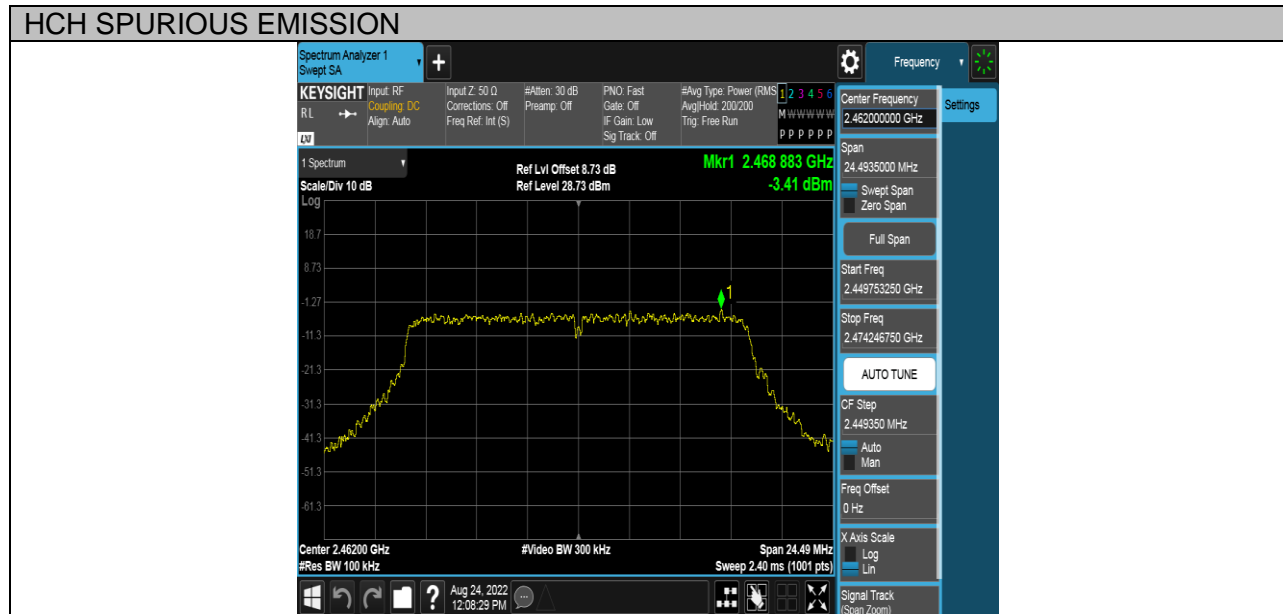 HCH SPURIOUS EMISSION
Spectrum Analyzer 1
Swept SA
+
Frequency
KEYSIGHT
RL
LXI
Input: RF
Coupling: DC
Align: Auto
Input Z: 50 Ω
Corrections: Off
Freq Ref: Int (S)
#Atten: 30 dB
Preamp: Off
PNO: Fast
Gate: Off
IF Gain: Low
Sig Track: Off
#Avg Type: Power (RMS
Avg|Hold: 200/200
Trig: Free Run
1 2 3 4 5 6
M W W W W W
P P P P P P
1 Spectrum
Scale/Div 10 dB
Ref Lvl Offset 8.73 dB
Ref Level 28.73 dBm
Mkr1 2.468 883 GHz
-3.41 dBm
Log
18.7
8.73
-1.27
-11.3
-21.3
-31.3
-41.3
-51.3
-61.3
1
Center 2.46200 GHz
#Res BW 100 kHz
#Video BW 300 kHz
Span 24.49 MHz
Sweep 2.40 ms (1001 pts)
Center Frequency
2.462000000 GHz
Settings
Span
24.4935000 MHz
Swept Span
Zero Span
Full Span
Start Freq
2.449753250 GHz
Stop Freq
2.474246750 GHz
AUTO TUNE
CF Step
2.449350 MHz
Auto
Man
Freq Offset
0 Hz
X Axis Scale
Log
Lin
Signal Track
(Span Zoom)
?
Aug 24, 2022
12:08:29 PM